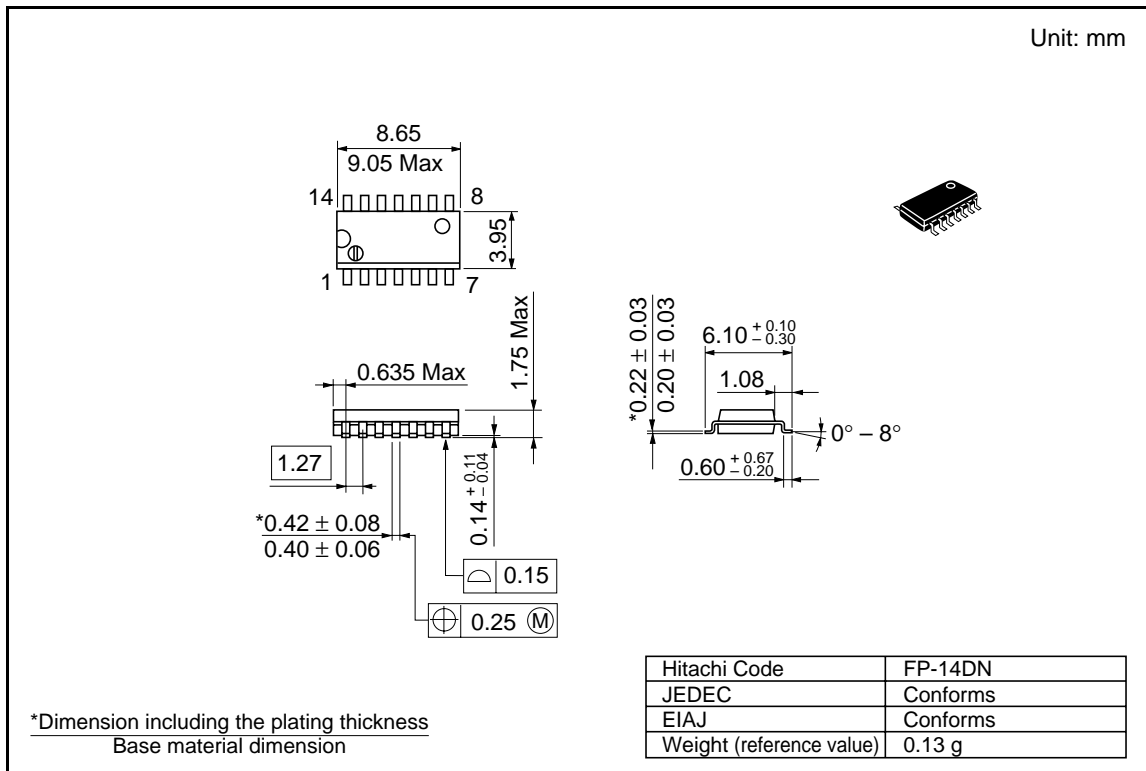 Unit: mm
8.65
9.05 Max
14
8
3.95
1
7
1.75 Max
0.635 Max
1.27
*0.42 ± 0.08
0.40 ± 0.06
0.14 + 0.11 – 0.04
0.15
0.25 Ⓜ
*0.22 ± 0.03
0.20 ± 0.03
6.10 + 0.10 – 0.30
1.08
0° – 8°
0.60 + 0.67 – 0.20
Hitachi Code FP-14DN
JEDEC Conforms
EIAJ Conforms
Weight (reference value) 0.13 g
*Dimension including the plating thickness
Base material dimension